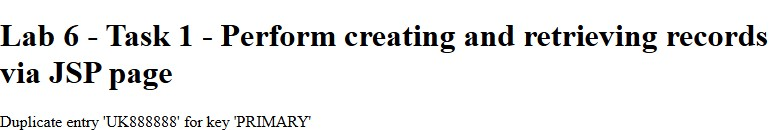 Lab 6 - Task 1 - Perform creating and retrieving records
via JSP page
Duplicate entry 'UK888888' for key 'PRIMARY'